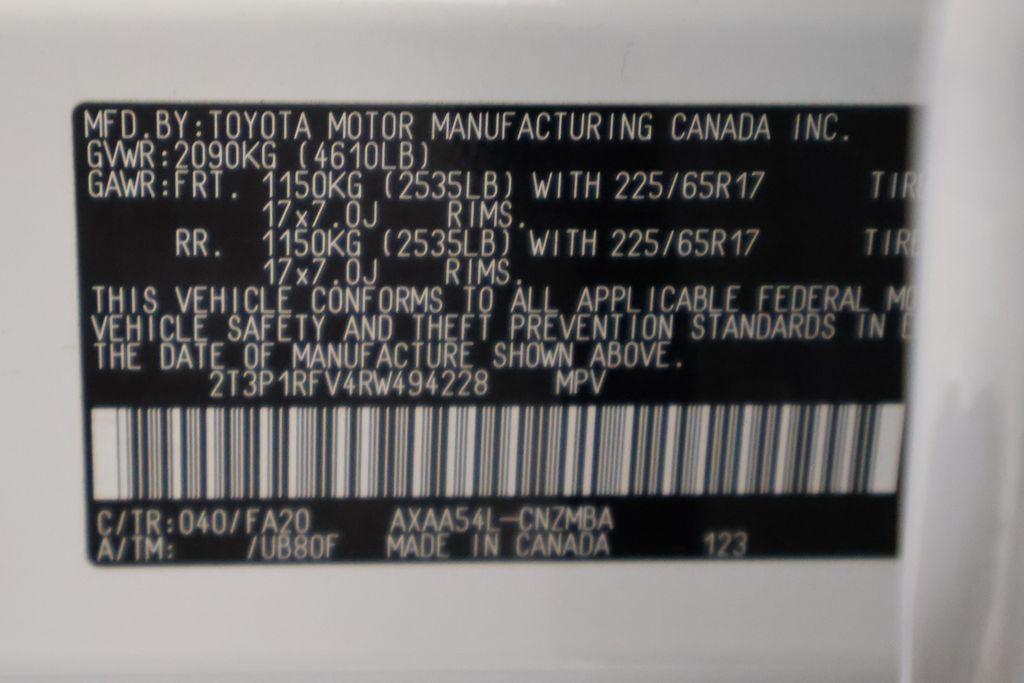 MFD.BY:TOYOTA MOTOR MANUFACTURING CANADA INC.
GVWR:2090KG (4610LB)
GAWR:FRT. 1150KG (2535LB) WITH 225/65R17 TIRE
17x7.0J RIMS.
RR. 1150KG (2535LB) WITH 225/65R17 TIRE
17x7.0J RIMS.
THIS VEHICLE CONFORMS TO ALL APPLICABLE FEDERAL MO
VEHICLE SAFETY AND THEFT PREVENTION STANDARDS IN E
THE DATE OF MANUFACTURE SHOWN ABOVE.
2T3P1RFV4RW494228 MPV
C/TR:040/FA20 AXAA54L-CNZMBA
A/TM: /UB80F MADE IN CANADA 123